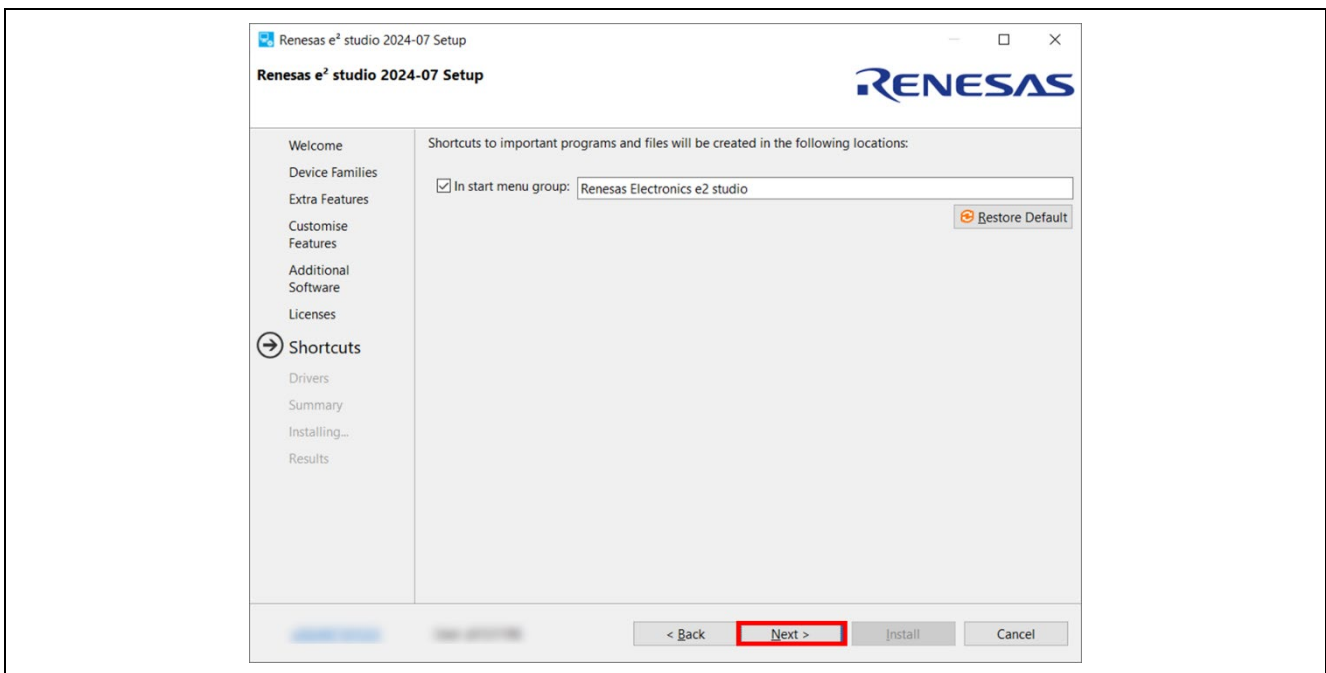 Renesas e² studio 2024-07 Setup
Renesas e² studio 2024-07 Setup
RENESAS
Welcome
Device Families
Extra Features
Customise
Features
Additional
Software
Licenses
Shortcuts
Drivers
Summary
Installing...
Results
Shortcuts to important programs and files will be created in the following locations:
In start menu group: Renesas Electronics e2 studio
Restore Default
< Back Next > Install Cancel